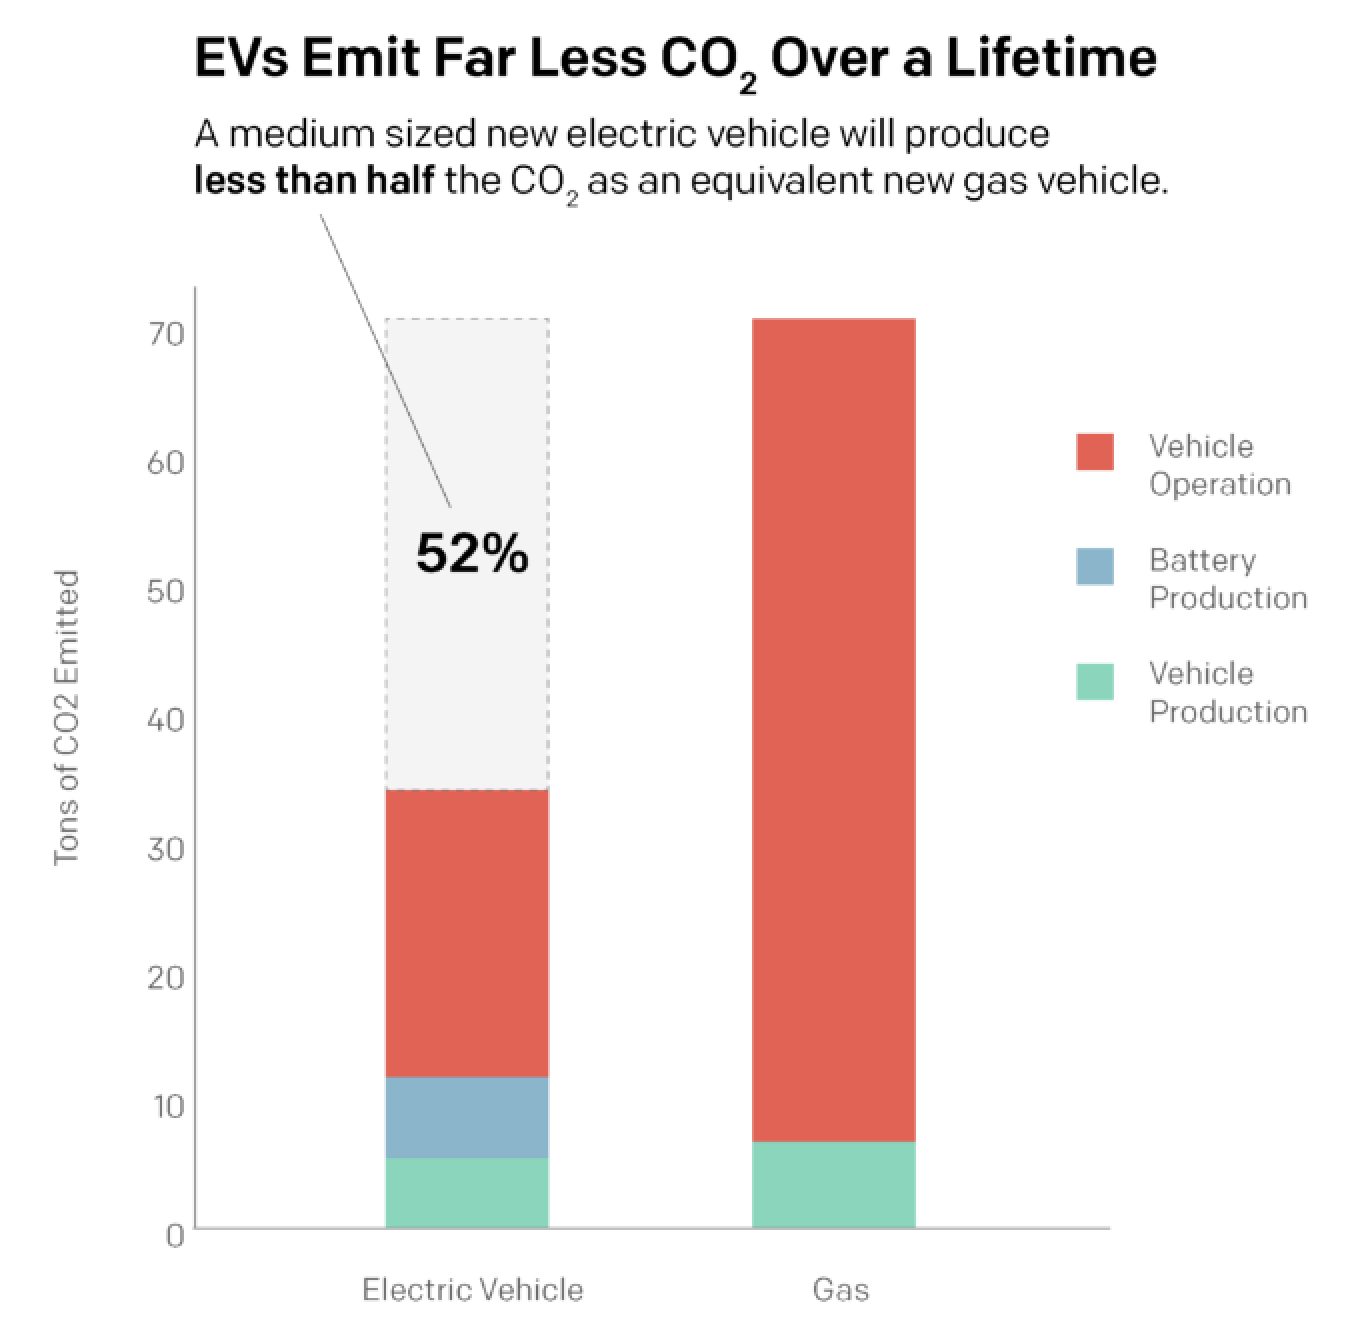 EVs Emit Far Less CO₂ Over a Lifetime
A medium sized new electric vehicle will produce
less than half the CO₂ as an equivalent new gas vehicle.
70
60
50
40
30
20
10
0
Tons of CO2 Emitted
52%
Electric Vehicle
Gas
Vehicle
Operation
Battery
Production
Vehicle
Production